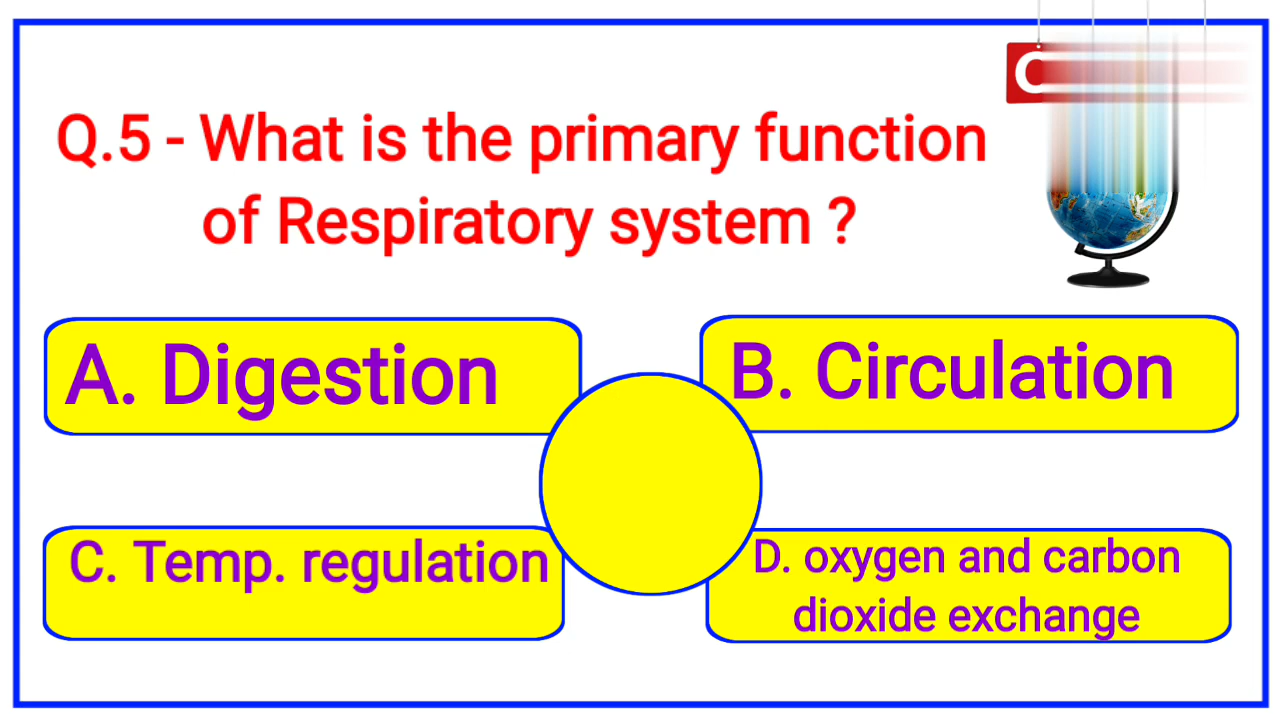 Q.5 - What is the primary function
of Respiratory system ?
A. Digestion
B. Circulation
C. Temp. regulation
D. oxygen and carbon
dioxide exchange